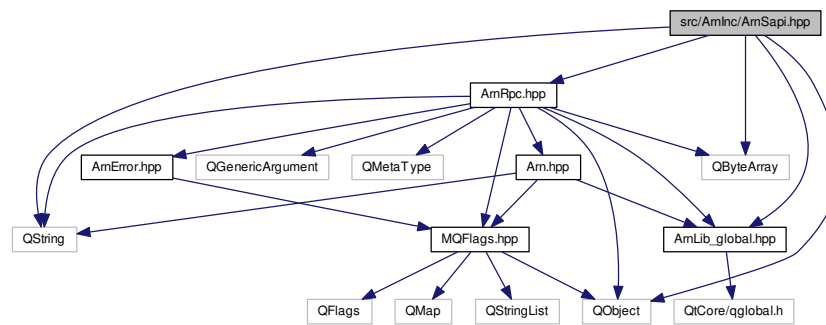 src/ArnInc/ArnSapi.hpp
ArnRpc.hpp
ArnError.hpp
QGenericArgument
QMetaType
Arn.hpp
QByteArray
QString
MQFlags.hpp
ArnLib_global.hpp
QFlags
QMap
QStringList
QObject
QtCore/qglobal.h